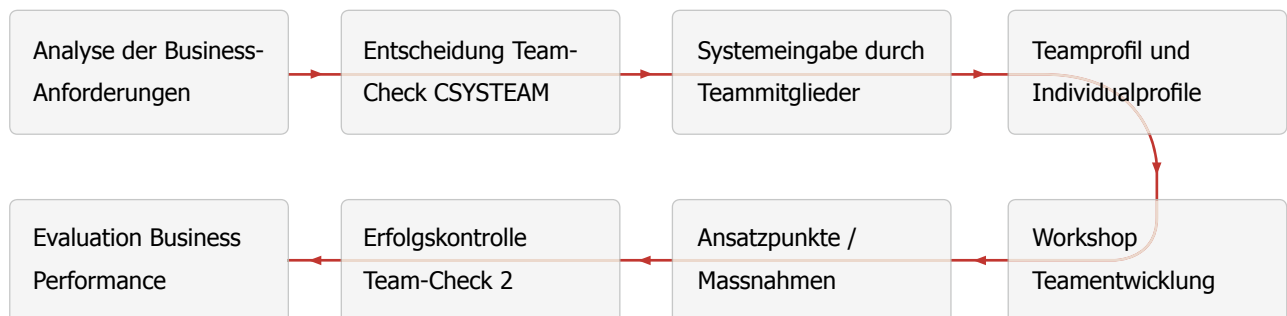 Analyse der Business-
Anforderungen
Entscheidung Team-
Check CSYSTEAM
Systemeingabe durch
Teammitglieder
Teamprofil und
Individualprofile
Workshop
Teamentwicklung
Ansatzpunkte /
Massnahmen
Erfolgskontrolle
Team-Check 2
Evaluation Business
Performance